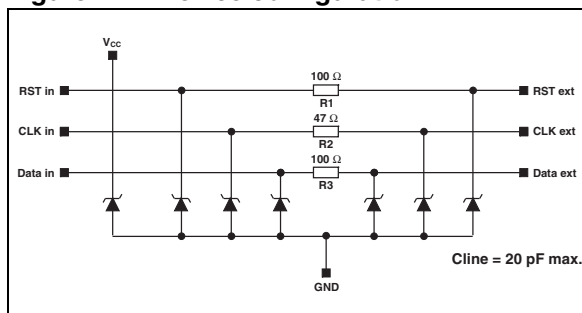 VCC
100 Ω
RST in
RST ext
R1
47 Ω
CLK in
CLK ext
R2
100 Ω
Data in
Data ext
R3
Cline = 20 pF max.
GND